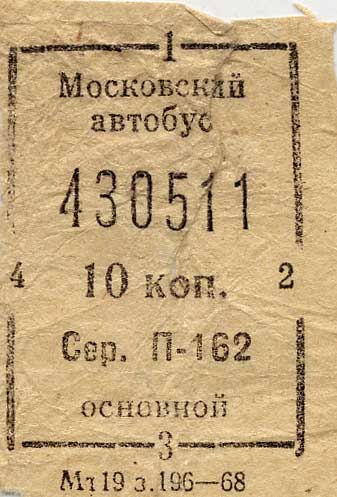 1
Московский
автобус
430511
4 10 коп. 2
Сер. П-162
основной
3
Мт19 з.196—68